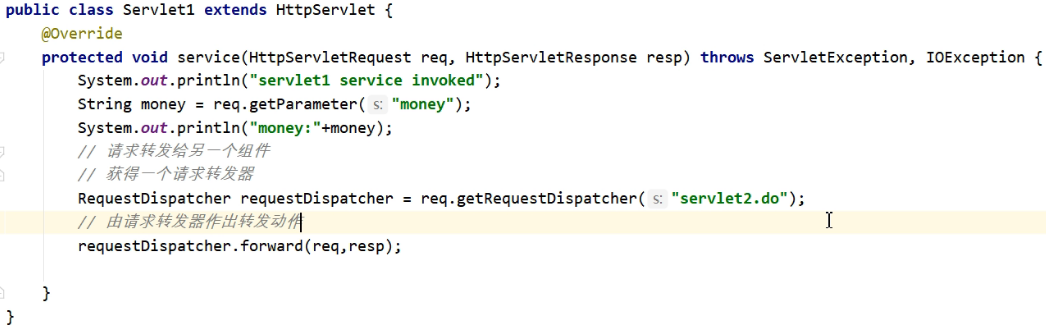 public class Servlet1 extends HttpServlet {
@Override
protected void service(HttpServletRequest req, HttpServletResponse resp) throws ServletException, IOException {
System.out.println("servlet1 service invoked");
String money = req.getParameter( s: "money");
System.out.println("money:"+money);
// 请求转发给另一个组件
// 获得一个请求转发器
RequestDispatcher requestDispatcher = req.getRequestDispatcher( s: "servlet2.do");
// 由请求转发器作出转发动作
requestDispatcher.forward(req,resp);
}
}